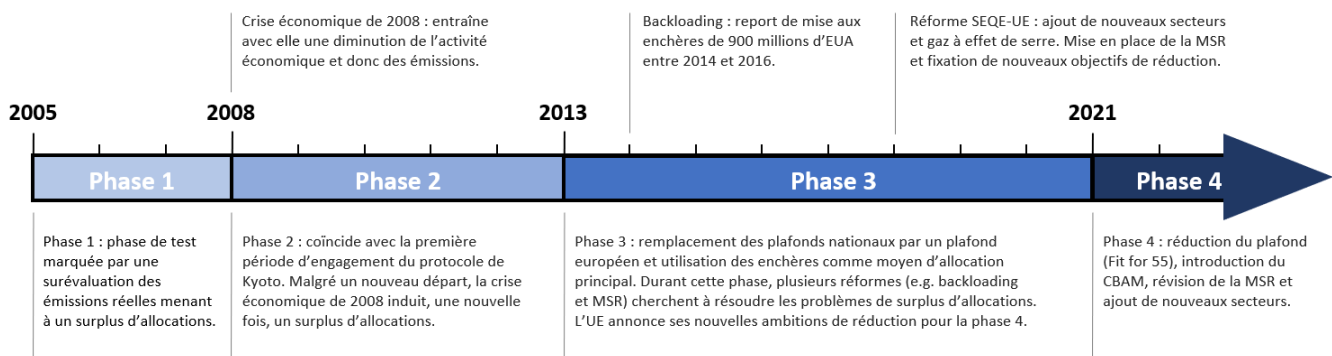 Crise économique de 2008 : entraîne
avec elle une diminution de l’activité
économique et donc des émissions.
Backloading : report de mise aux
enchères de 900 millions d’EUA
entre 2014 et 2016.
Réforme SEQE-UE : ajout de nouveaux secteurs
et gaz à effet de serre. Mise en place de la MSR
et fixation de nouveaux objectifs de réduction.
2005
2008
2013
2021
Phase 1
Phase 2
Phase 3
Phase 4
Phase 1 : phase de test
marquée par une
surévaluation des
émissions réelles menant
à un surplus d’allocations.
Phase 2 : coïncide avec la première
période d’engagement du protocole de
Kyoto. Malgré un nouveau départ, la crise
économique de 2008 induit, une nouvelle
fois, un surplus d’allocations.
Phase 3 : remplacement des plafonds nationaux par un plafond
européen et utilisation des enchères comme moyen d’allocation
principal. Durant cette phase, plusieurs réformes (e.g. backloading
et MSR) cherchent à résoudre les problèmes de surplus d’allocations.
L’UE annonce ses nouvelles ambitions de réduction pour la phase 4.
Phase 4 : réduction du plafond
(Fit for 55), introduction du
CBAM, révision de la MSR et
ajout de nouveaux secteurs.